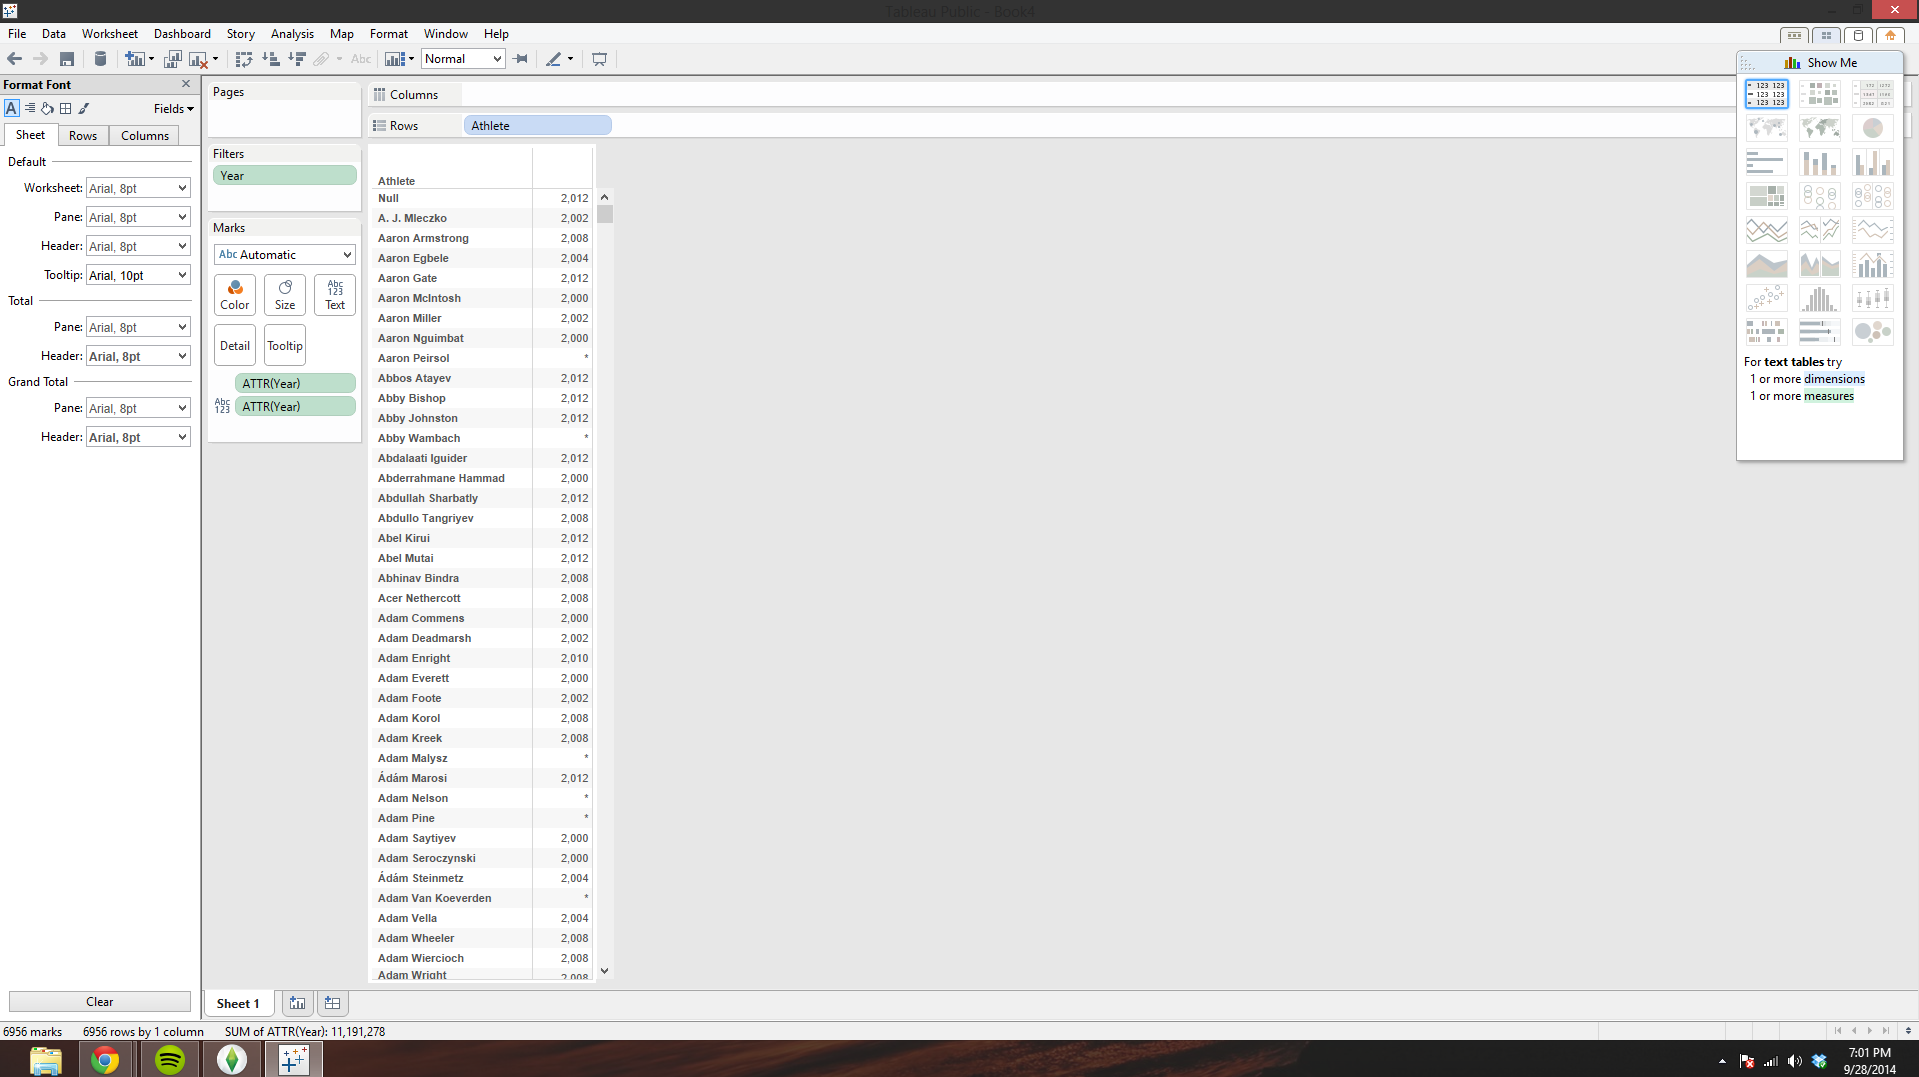 Tableau Public - Book4
File Data Worksheet Dashboard Story Analysis Map Format Window Help
Abc Normal
Format Font
Fields
Sheet Rows Columns
Default
Worksheet: Arial, 8pt
Pane: Arial, 8pt
Header: Arial, 8pt
Tooltip: Arial, 10pt
Total
Pane: Arial, 8pt
Header: Arial, 8pt
Grand Total
Pane: Arial, 8pt
Header: Arial, 8pt
Clear
Pages
Filters
Year
Marks
Abc Automatic
Color Size Abc 123 Text
Detail Tooltip
ATTR(Year)
Abc 123 ATTR(Year)
Columns
Rows Athlete
Athlete
Null 2,012
A. J. Mleczko 2,002
Aaron Armstrong 2,008
Aaron Egbele 2,004
Aaron Gate 2,012
Aaron McIntosh 2,000
Aaron Miller 2,002
Aaron Nguimbat 2,000
Aaron Peirsol *
Abbos Atayev 2,012
Abby Bishop 2,012
Abby Johnston 2,012
Abby Wambach *
Abdalaati Iguider 2,012
Abderrahmane Hammad 2,000
Abdullah Sharbatly 2,012
Abdullo Tangriyev 2,008
Abel Kirui 2,012
Abel Mutai 2,012
Abhinav Bindra 2,008
Acer Nethercott 2,008
Adam Commens 2,000
Adam Deadmarsh 2,002
Adam Enright 2,010
Adam Everett 2,000
Adam Foote 2,002
Adam Korol 2,008
Adam Kreek 2,008
Adam Malysz *
Ádám Marosi 2,012
Adam Nelson *
Adam Pine *
Adam Saytiyev 2,000
Adam Seroczynski 2,000
Ádám Steinmetz 2,004
Adam Van Koeverden *
Adam Vella 2,004
Adam Wheeler 2,008
Adam Wiercioch 2,008
Adam Wright 2,008
Show Me
123 123
123 123
123 123
For text tables try
1 or more dimensions
1 or more measures
Sheet 1
6956 marks 6956 rows by 1 column SUM of ATTR(Year): 11,191,278
7:01 PM
9/28/2014